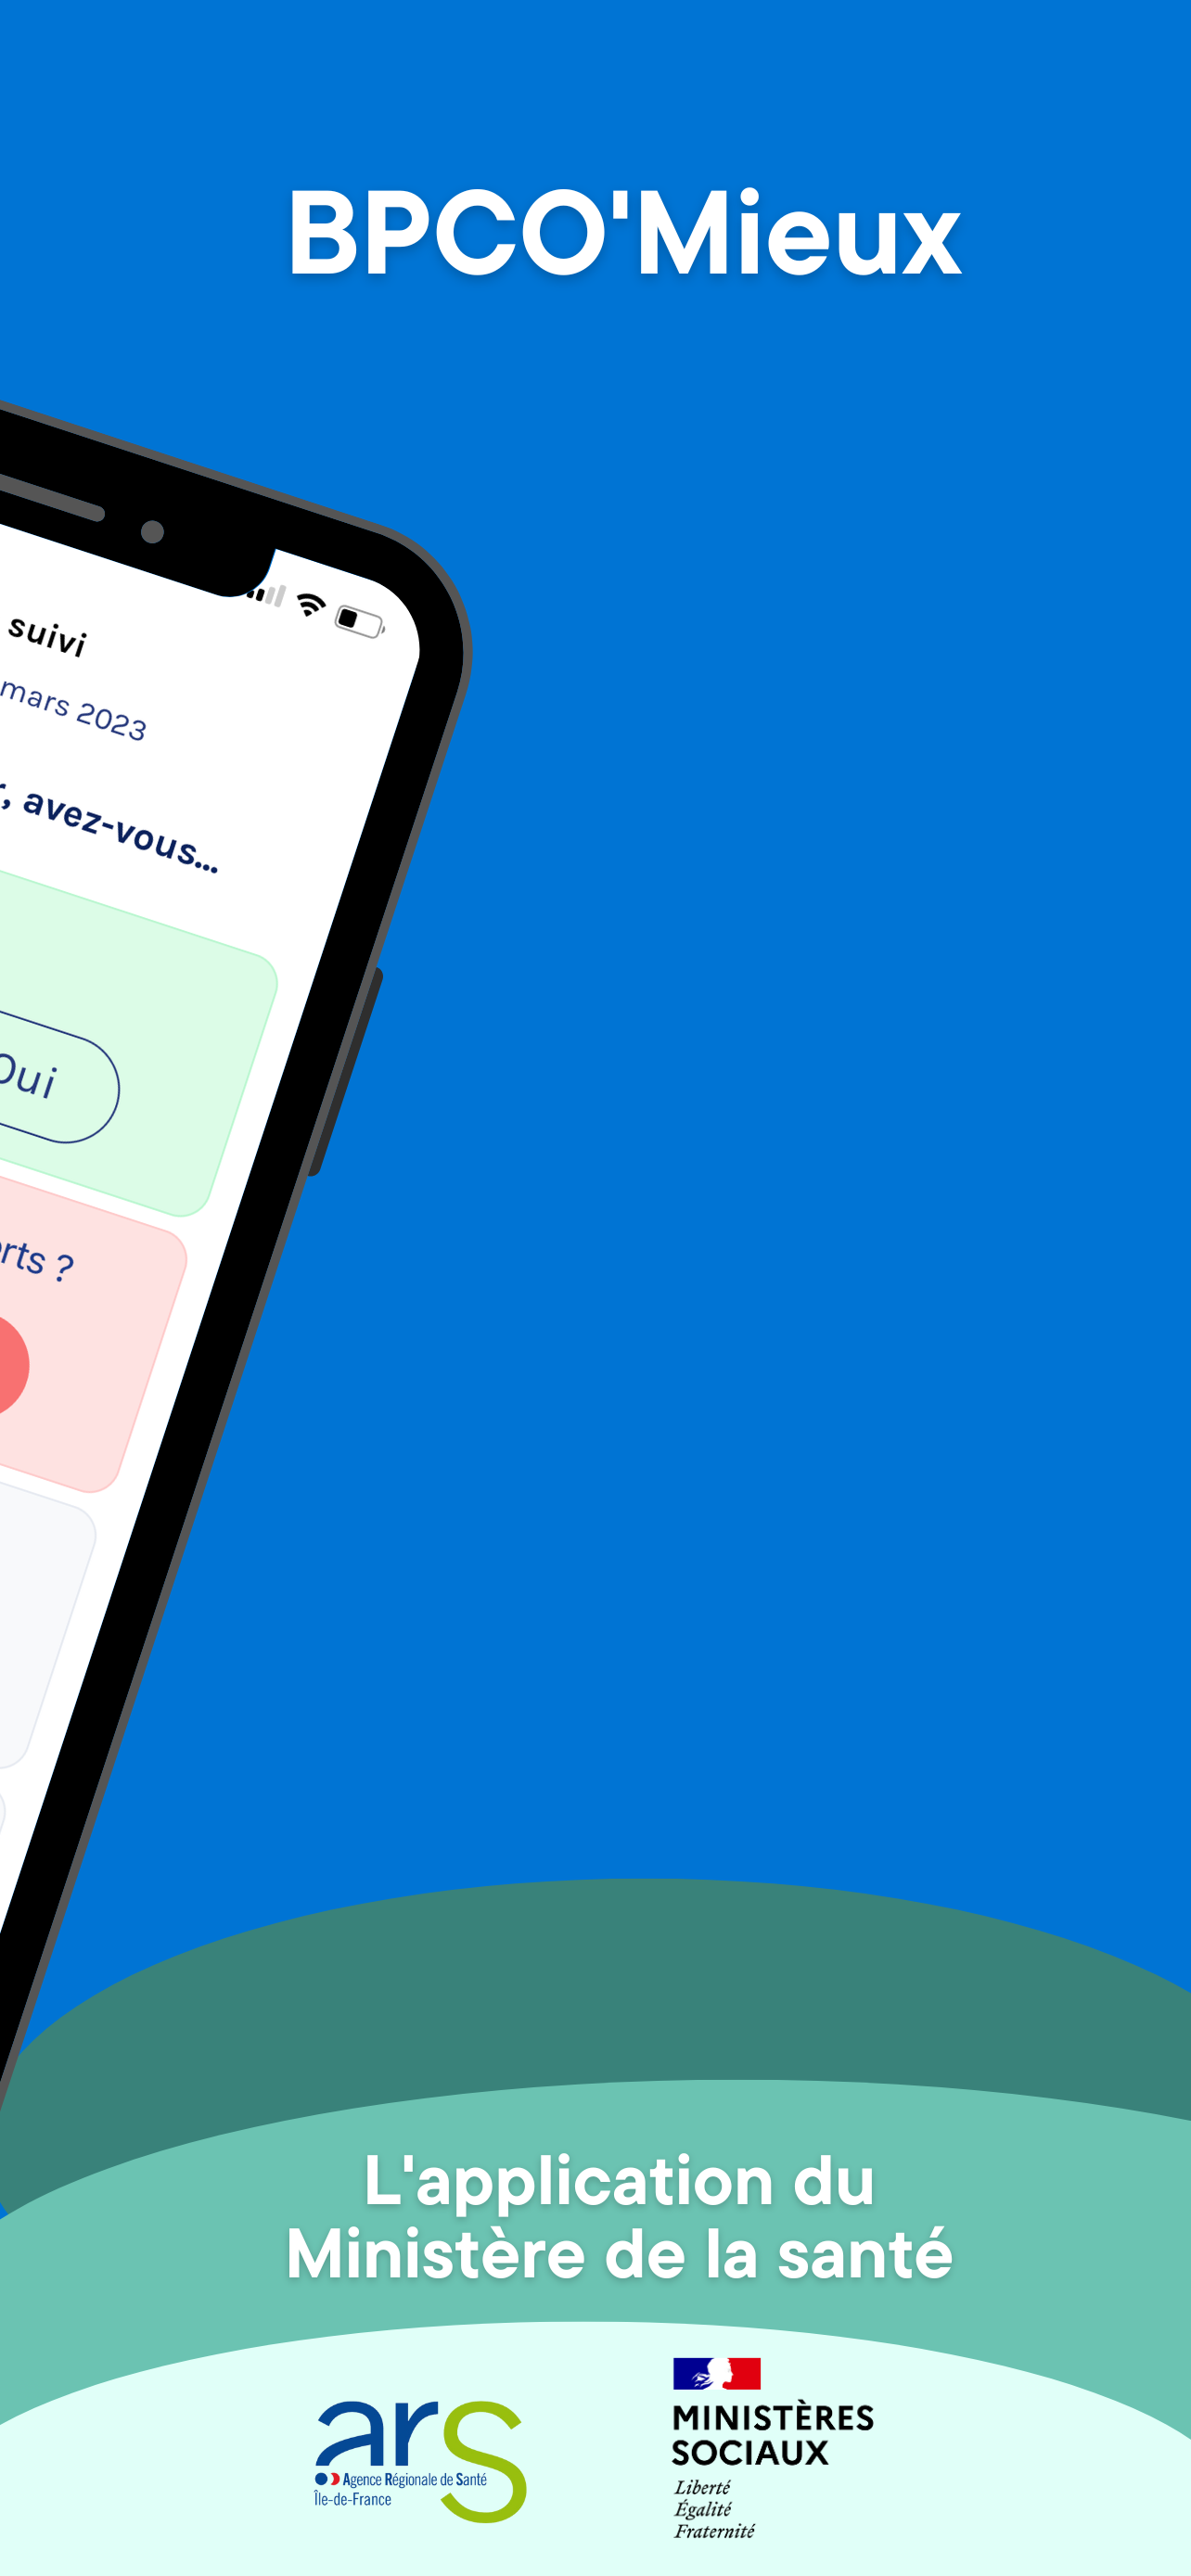 BPCO'Mieux
suivi
mars 2023
, avez-vous...
Oui
?
L'application du
Ministère de la santé
ars
Agence Régionale de Santé
Île-de-France
MINISTÈRES
SOCIAUX
Liberté
Égalité
Fraternité